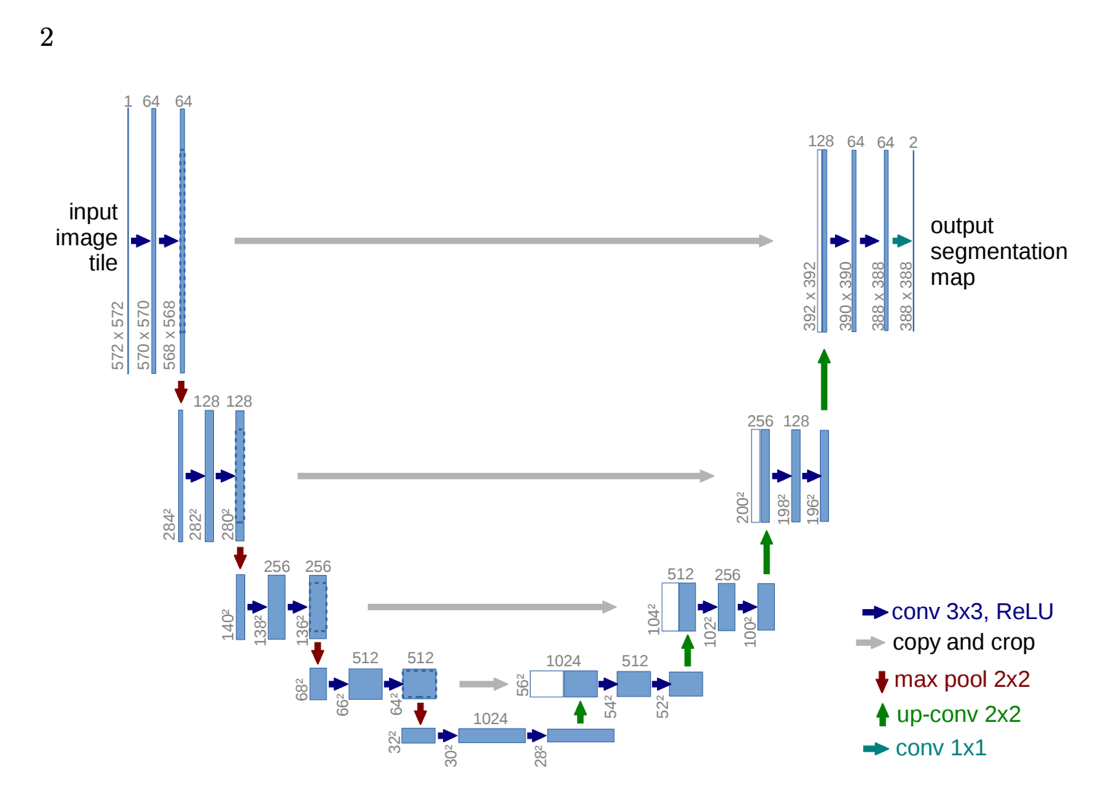 2
1 64 64
128 64 64 2
input
image
tile
output
segmentation
map
572 x 572
570 x 570
568 x 568
392 x 392
390 x 390
388 x 388
388 x 388
128 128
256 128
284²
282²
280²
200²
198²
196²
256 256
512 256
140²
138²
136²
104²
102²
100²
conv 3x3, ReLU
copy and crop
max pool 2x2
up-conv 2x2
conv 1x1
512 512
1024 512
68²
66²
64²
56²
54²
52²
1024
32²
30²
28²